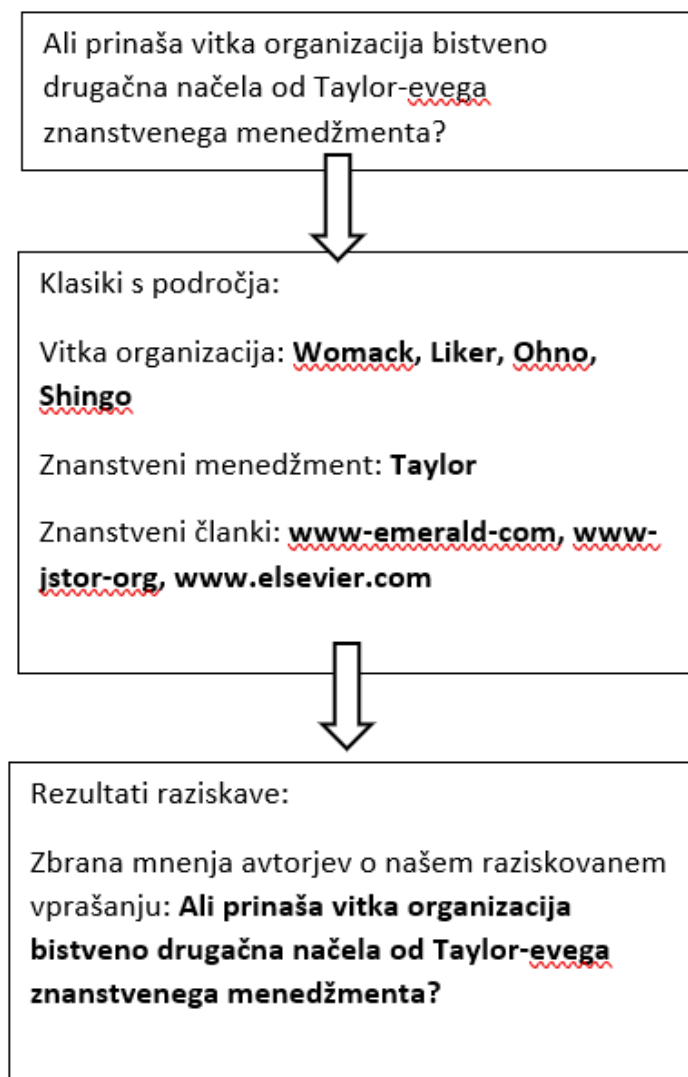 Ali prinaša vitka organizacija bistveno
drugačna načela od Taylor-evega
znanstvenega menedžmenta?
Klasiki s področja:
Vitka organizacija: Womack, Liker, Ohno,
Shingo
Znanstveni menedžment: Taylor
Znanstveni članki: www-emerald-com, www-
jstor-org, www.elsevier.com
Rezultati raziskave:
Zbrana mnenja avtorjev o našem raziskovanem
vprašanju: Ali prinaša vitka organizacija
bistveno drugačna načela od Taylor-evega
znanstvenega menedžmenta?